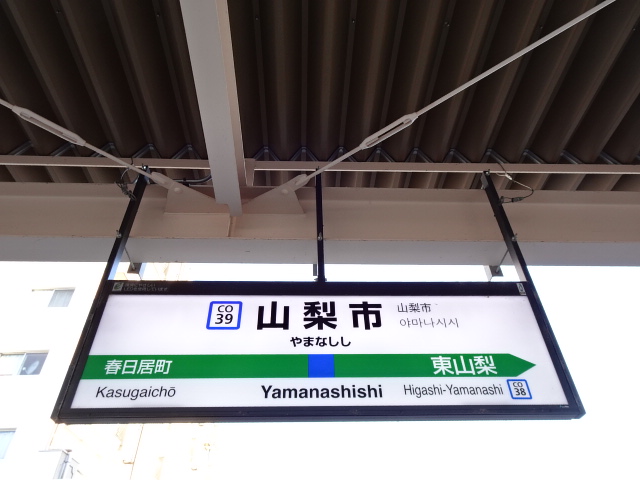 CO
39
山梨市
山梨市
야마나시시
やまなしし
春日居町
東山梨
Kasugaichō
Yamanashishi
Higashi-Yamanashi
CO
38